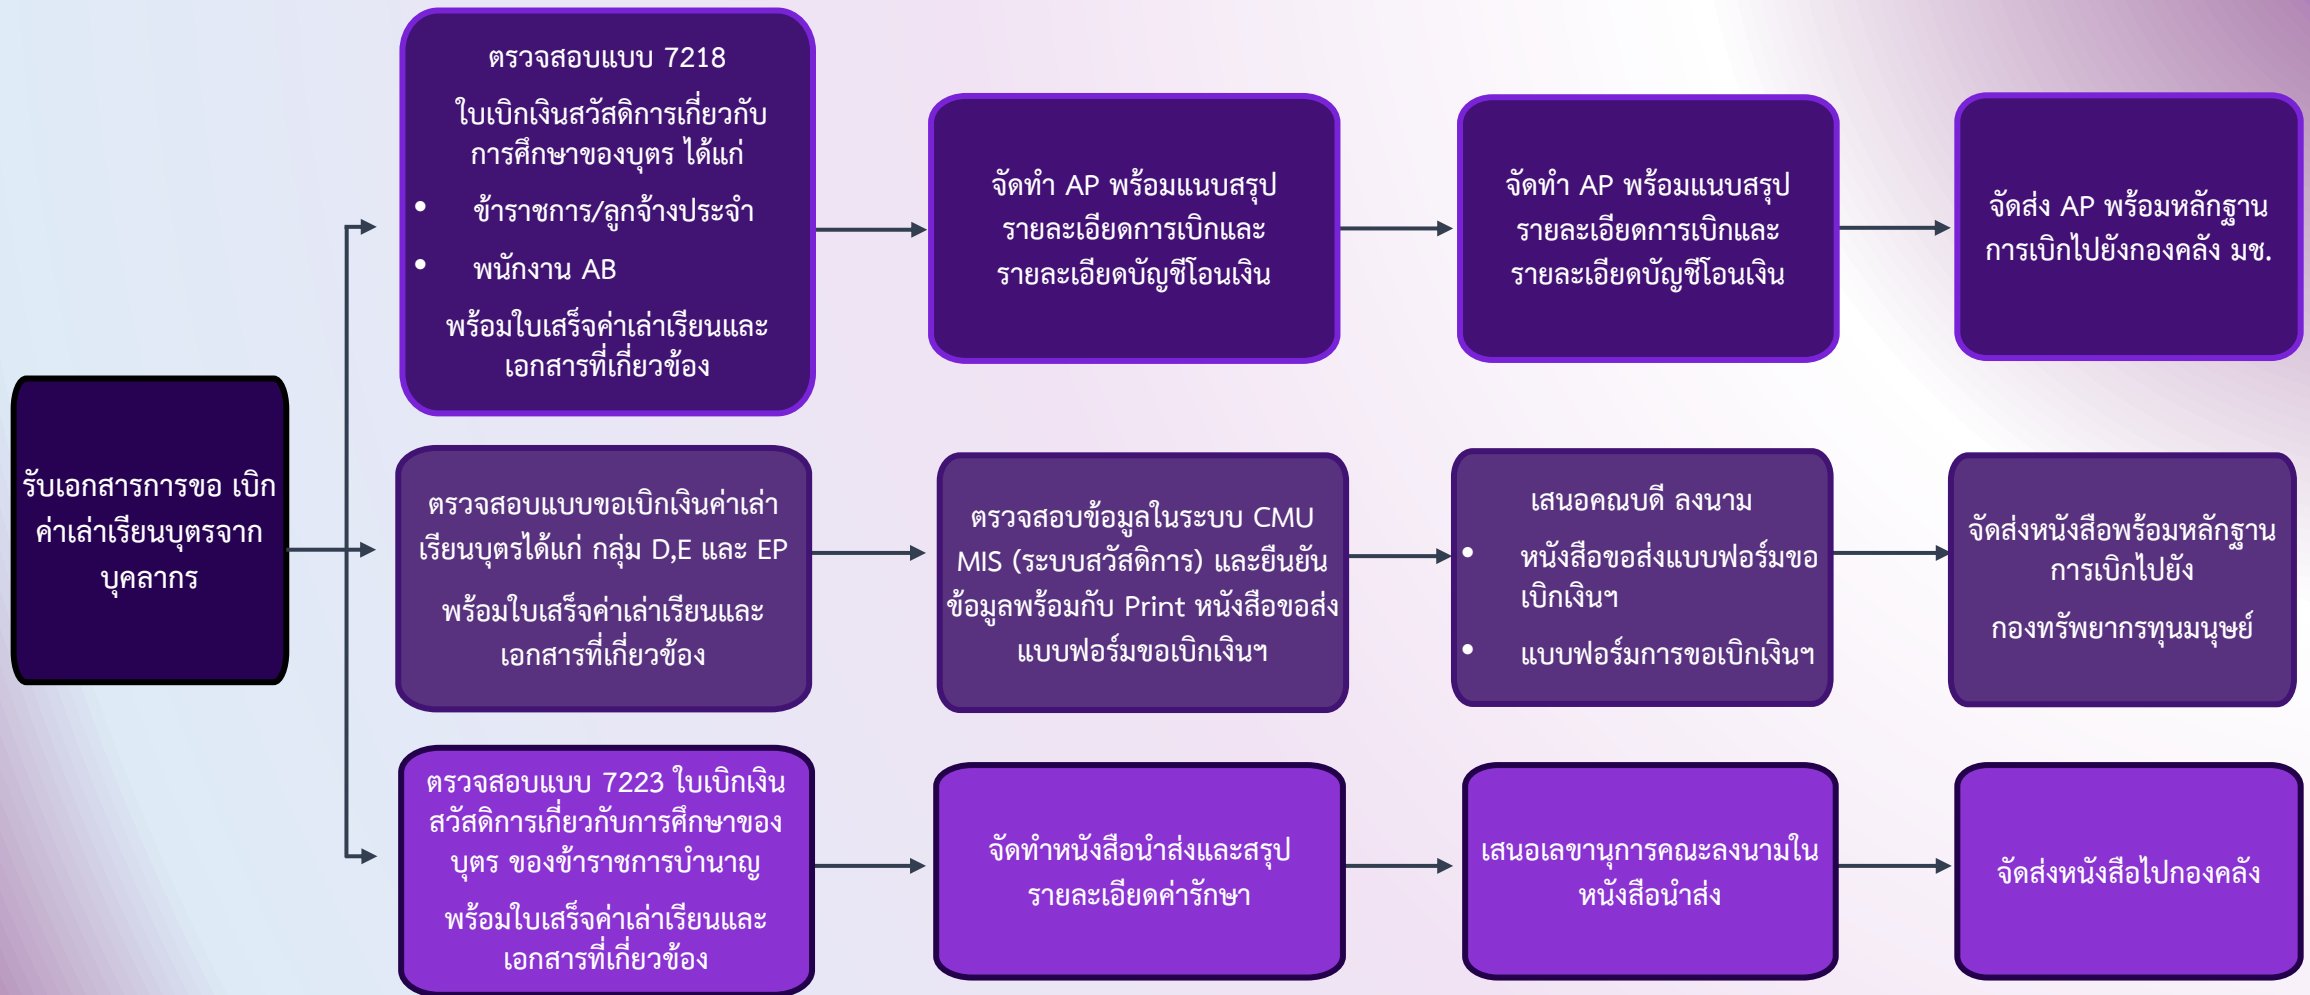 รับเอกสารการขอ เบิก
ค่าเล่าเรียนบุตรจาก
บุคลากร
ตรวจสอบแบบ 7218
ใบเบิกเงินสวัสดิการเกี่ยวกับ
การศึกษาของบุตร ได้แก่
• ข้าราชการ/ลูกจ้างประจำ
• พนักงาน AB
พร้อมใบเสร็จค่าเล่าเรียนและ
เอกสารที่เกี่ยวข้อง
จัดทำ AP พร้อมแนบสรุป
รายละเอียดการเบิกและ
รายละเอียดบัญชีโอนเงิน
จัดทำ AP พร้อมแนบสรุป
รายละเอียดการเบิกและ
รายละเอียดบัญชีโอนเงิน
จัดส่ง AP พร้อมหลักฐาน
การเบิกไปยังกองคลัง มช.
ตรวจสอบแบบขอเบิกเงินค่าเล่า
เรียนบุตรได้แก่ กลุ่ม D,E และ EP
พร้อมใบเสร็จค่าเล่าเรียนและ
เอกสารที่เกี่ยวข้อง
ตรวจสอบข้อมูลในระบบ CMU
MIS (ระบบสวัสดิการ) และยืนยัน
ข้อมูลพร้อมกับ Print หนังสือขอส่ง
แบบฟอร์มขอเบิกเงินฯ
เสนอคณบดี ลงนาม
• หนังสือขอส่งแบบฟอร์มขอ
เบิกเงินฯ
• แบบฟอร์มการขอเบิกเงินฯ
จัดส่งหนังสือพร้อมหลักฐาน
การเบิกไปยัง
กองทรัพยากรทุนมนุษย์
ตรวจสอบแบบ 7223 ใบเบิกเงิน
สวัสดิการเกี่ยวกับการศึกษาของ
บุตร ของข้าราชการบำนาญ
พร้อมใบเสร็จค่าเล่าเรียนและ
เอกสารที่เกี่ยวข้อง
จัดทำหนังสือนำส่งและสรุป
รายละเอียดค่ารักษา
เสนอเลขานุการคณะลงนามใน
หนังสือนำส่ง
จัดส่งหนังสือไปกองคลัง